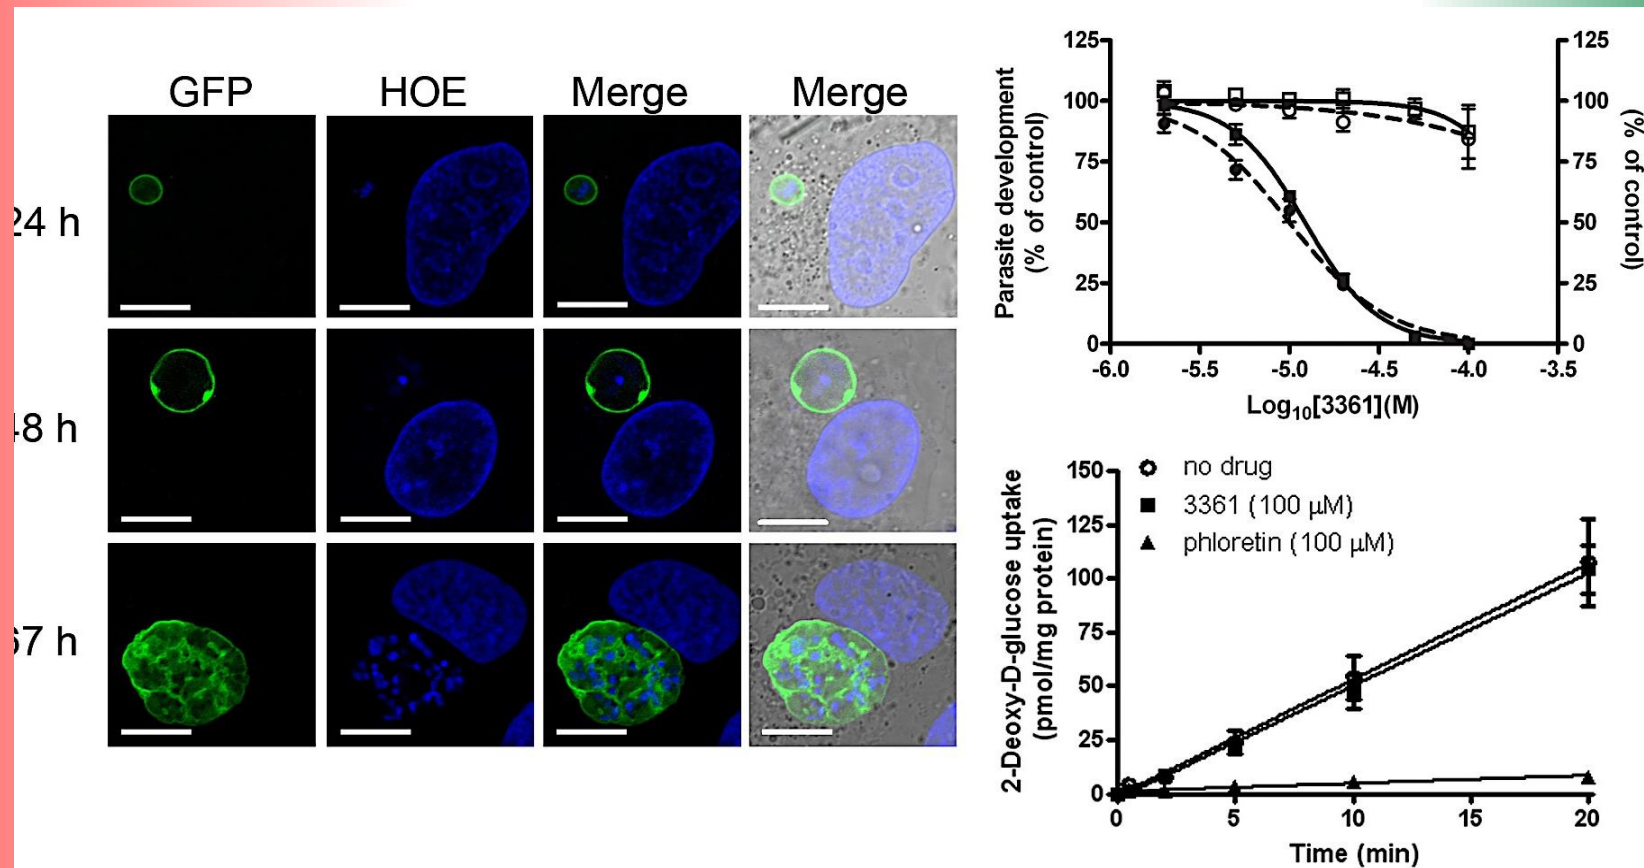 GFP HOE Merge Merge
24 h
48 h
67 h
125
100
75
50
25
0
Parasite development
(% of control)
125
100
75
50
25
0
(% of control)
-6.0 -5.5 -5.0 -4.5 -4.0 -3.5
Log₁₀[3361](M)
150
125
100
75
50
25
0
2-Deoxy-D-glucose uptake
(pmol/mg protein)
no drug
3361 (100 µM)
phloretin (100 µM)
0 5 10 15 20
Time (min)